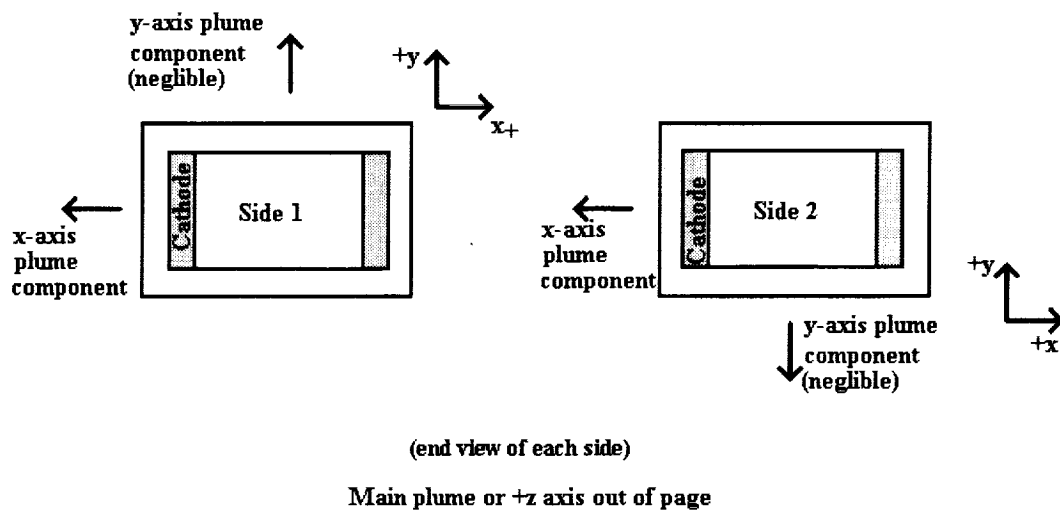 y-axis plume
component
(neglible)
+y
x+
Cathode
Side 1
x-axis
plume
component
Cathode
Side 2
x-axis
plume
component
+y
+x
y-axis plume
component
(neglible)
(end view of each side)
Main plume or +z axis out of page